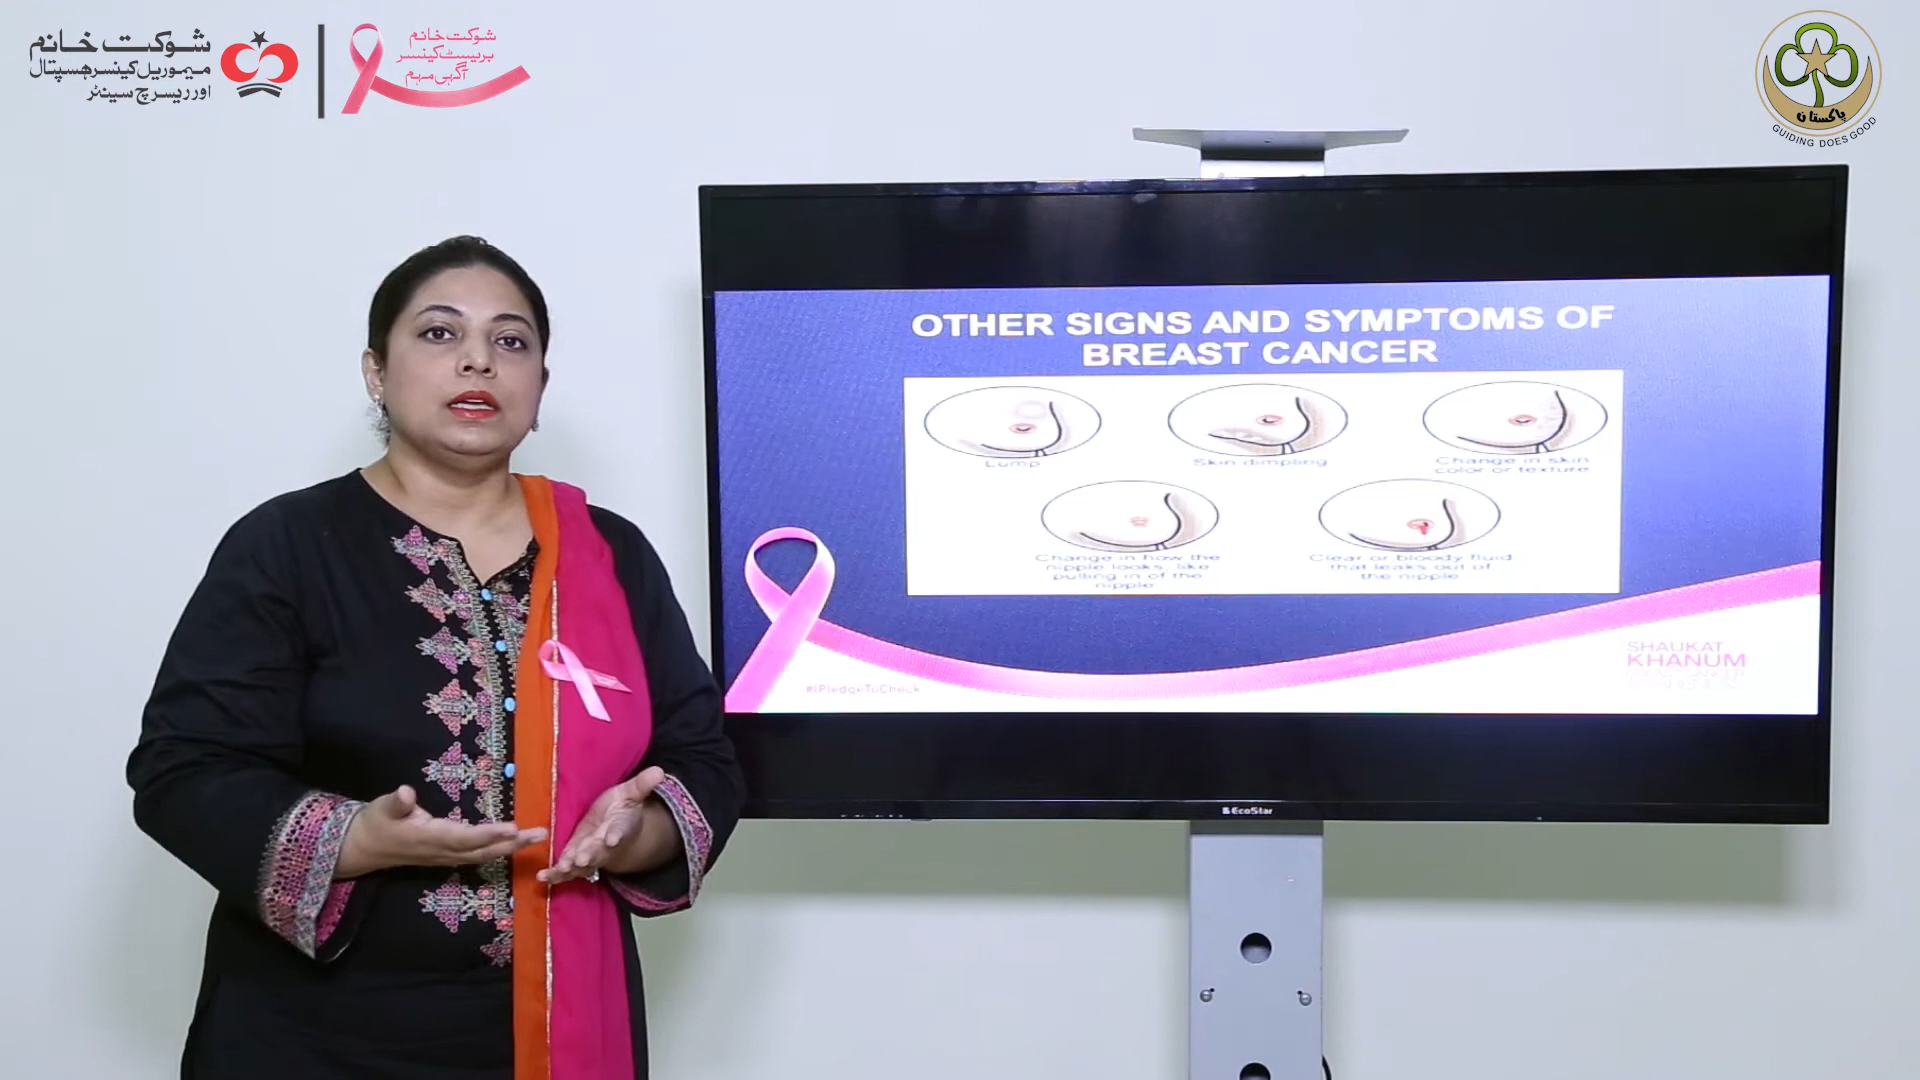 شوکت خانم
میموریل کینسر ہسپتال
اور ریسرچ سینٹر
شوکت خانم
بریسٹ کینسر
آگہی مہم
پاکستان
GUIDING DOES GOOD
OTHER SIGNS AND SYMPTOMS OF
BREAST CANCER
Lump
Skin dimpling
Change in skin
color or texture
Change in how the
nipple looks, like
pulling in of the
nipple
Clear or bloody fluid
that leaks out of
the nipple
#IPledgeToCheck
SHAUKAT
KHANUM
EcoStar